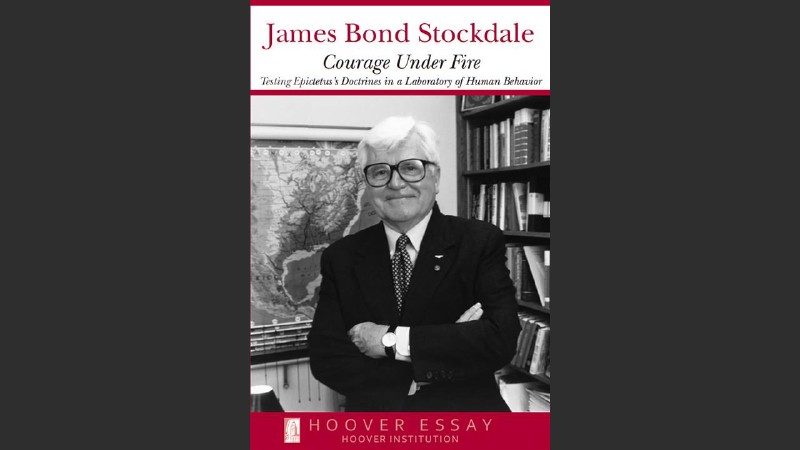 James Bond Stockdale
Courage Under Fire
Testing Epictetus's Doctrines in a Laboratory of Human Behavior
HOOVER ESSAY
HOOVER INSTITUTION